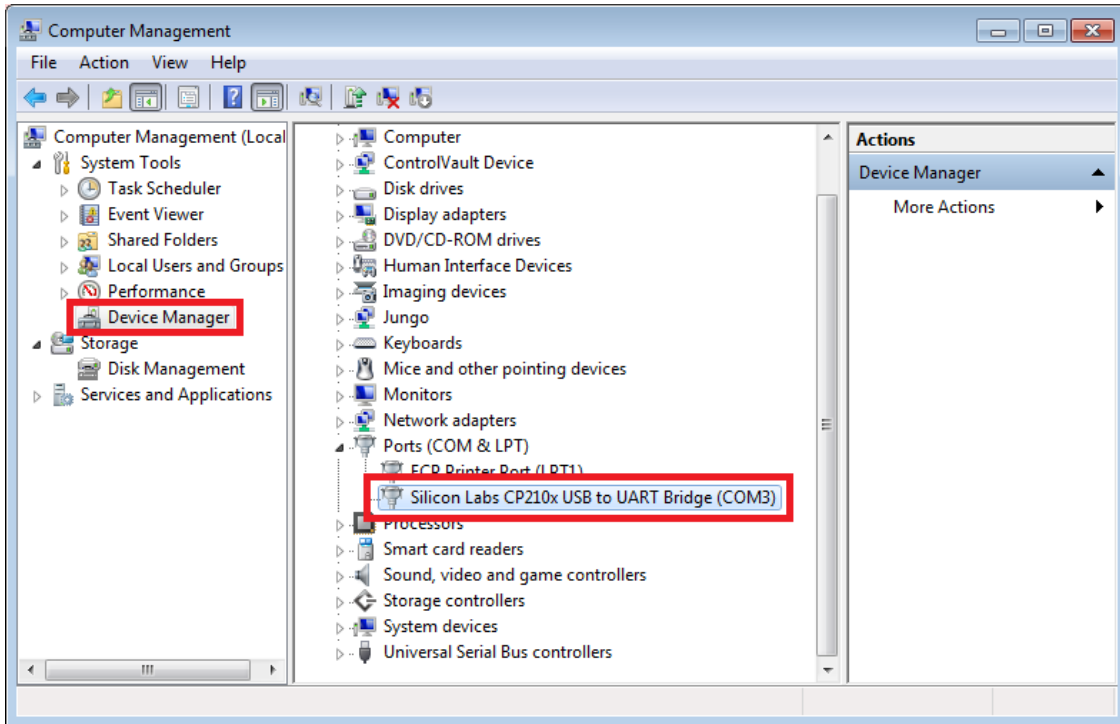 Computer Management
File Action View Help
Computer Management (Local
System Tools
Task Scheduler
Event Viewer
Shared Folders
Local Users and Groups
Performance
Device Manager
Storage
Disk Management
Services and Applications
Computer
ControlVault Device
Disk drives
Display adapters
DVD/CD-ROM drives
Human Interface Devices
Imaging devices
Jungo
Keyboards
Mice and other pointing devices
Monitors
Network adapters
Ports (COM & LPT)
ECP Printer Port (LPT1)
Silicon Labs CP210x USB to UART Bridge (COM3)
Processors
Smart card readers
Sound, video and game controllers
Storage controllers
System devices
Universal Serial Bus controllers
Actions
Device Manager
More Actions